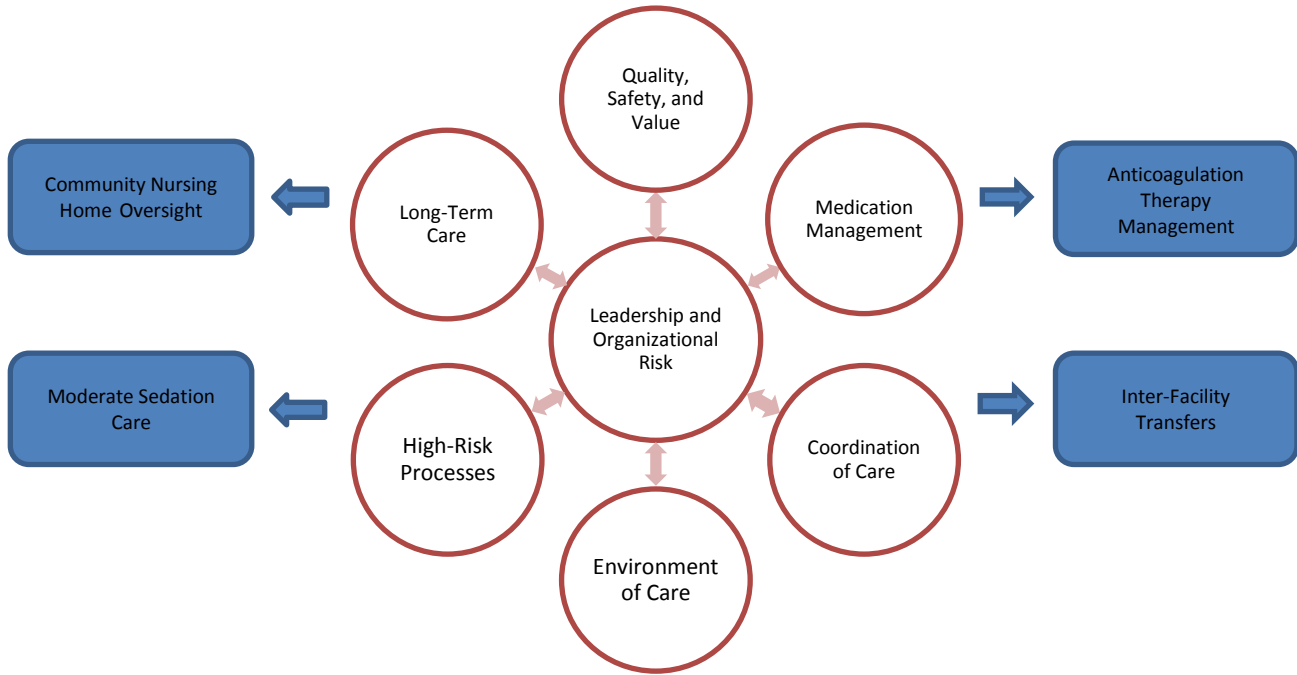 Quality,
Safety, and
Value
Community Nursing
Home Oversight
Long-Term
Care
Medication
Management
Anticoagulation
Therapy
Management
Leadership and
Organizational
Risk
Moderate Sedation
Care
High-Risk
Processes
Coordination
of Care
Inter-Facility
Transfers
Environment
of Care